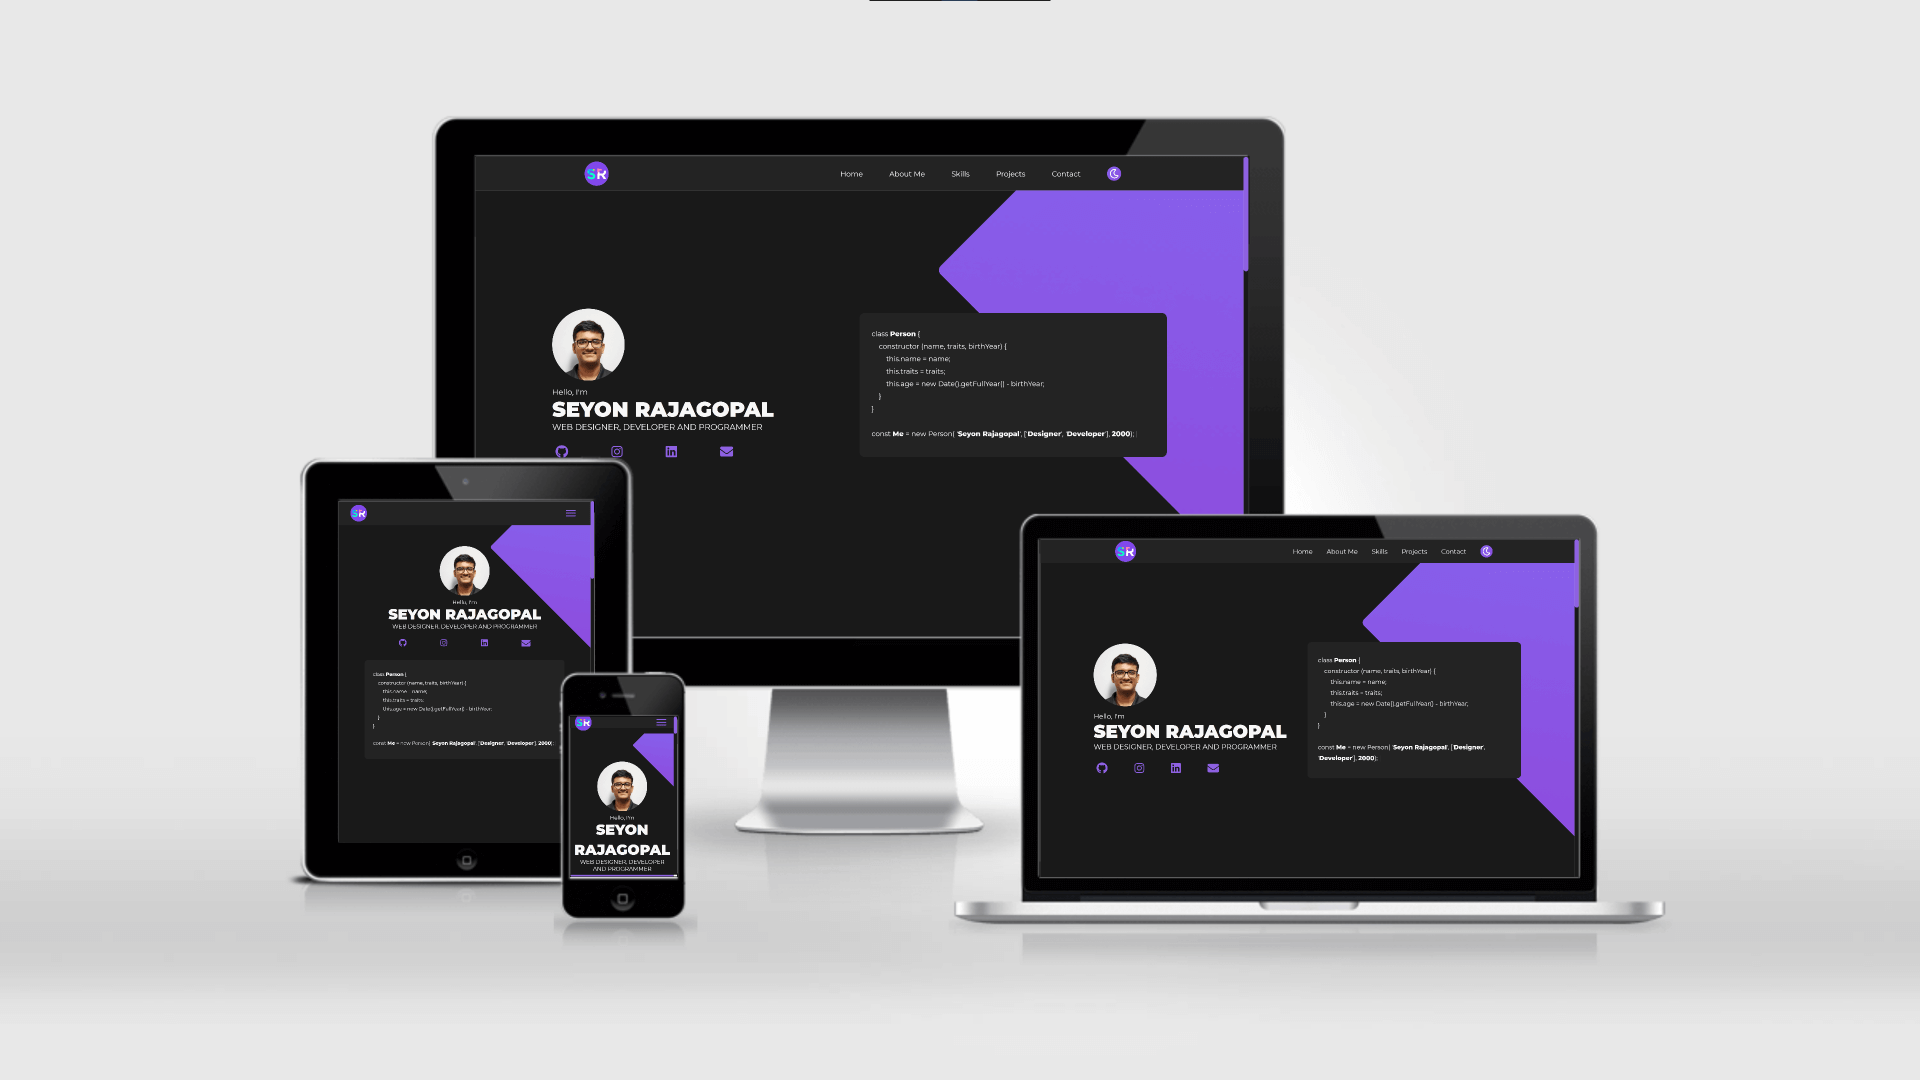 SR
Home About Me Skills Projects Contact
Hello, I'm
SEYON RAJAGOPAL
WEB DESIGNER, DEVELOPER AND PROGRAMMER
class Person {
constructor (name, traits, birthYear) {
this.name = name;
this.traits = traits;
this.age = new Date().getFullYear() - birthYear;
}
}
const Me = new Person( 'Seyon Rajagopal', ['Designer', 'Developer'], 2000);
SR
Hello, I'm
SEYON RAJAGOPAL
WEB DESIGNER, DEVELOPER AND PROGRAMMER
class Person {
constructor (name, traits, birthYear) {
this.name = name;
this.traits = traits;
this.age = new Date().getFullYear() - birthYear;
}
}
const Me = new Person( 'Seyon Rajagopal', ['Designer', 'Developer'], 2000);
SR
Hello, I'm
SEYON
RAJAGOPAL
WEB DESIGNER, DEVELOPER
AND PROGRAMMER
SR
Home About Me Skills Projects Contact
Hello, I'm
SEYON RAJAGOPAL
WEB DESIGNER, DEVELOPER AND PROGRAMMER
class Person {
constructor (name, traits, birthYear) {
this.name = name;
this.traits = traits;
this.age = new Date().getFullYear() - birthYear;
}
}
const Me = new Person( 'Seyon Rajagopal', ['Designer',
'Developer'], 2000);